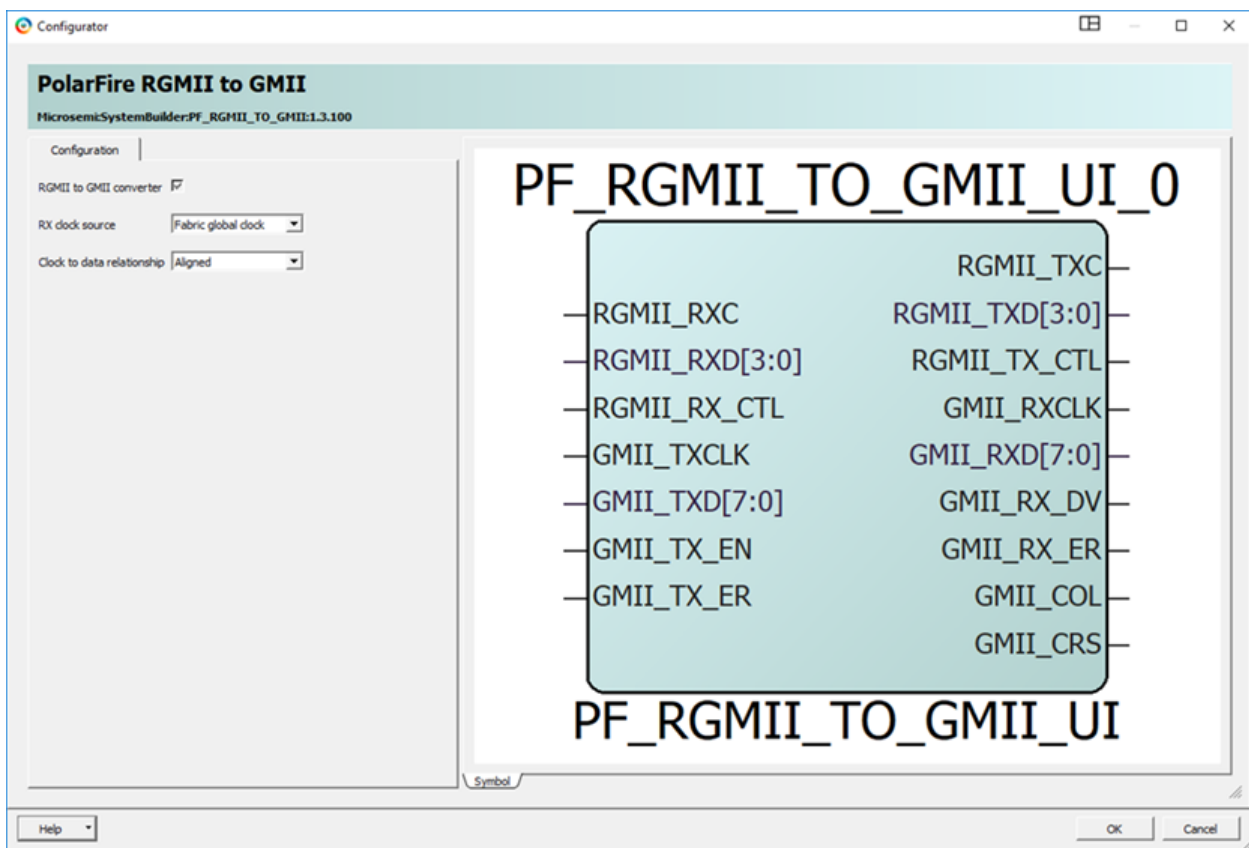 Configurator
PolarFire RGMII to GMII
Microsemi:SystemBuilder:PF_RGMII_TO_GMII:1.3.100
Configuration
RGMII to GMII converter
RX clock source Fabric global clock
Clock to data relationship Aligned
PF_RGMII_TO_GMII_UI_0
RGMII_TXC
RGMII_RXC RGMII_TXD[3:0]
RGMII_RXD[3:0] RGMII_TX_CTL
RGMII_RX_CTL GMII_RXCLK
GMII_TXCLK GMII_RXD[7:0]
GMII_TXD[7:0] GMII_RX_DV
GMII_TX_EN GMII_RX_ER
GMII_TX_ER GMII_COL
GMII_CRS
PF_RGMII_TO_GMII_UI
Symbol
Help OK Cancel